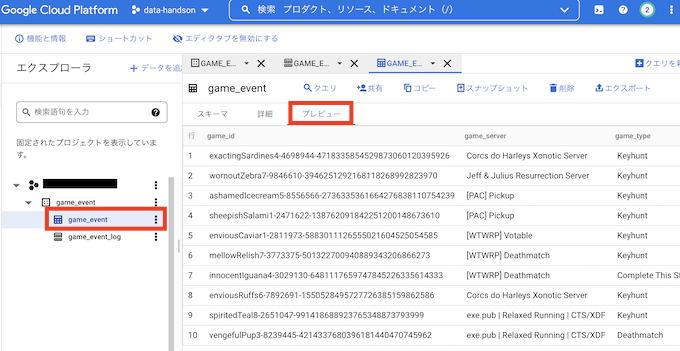 Google Cloud Platform data-handson 検索 プロダクト、リソース、ドキュメント（/） 2
機能と情報 ショートカット エディタタブを無効にする
エクスプローラ + データを追
GAME_E... GAME_E... GAME_E... クエリを新
game_event クエリ 共有 コピー スナップショット 削除 エクスポート
検索語句を入力
スキーマ 詳細 プレビュー
固定されたプロジェクトを表示しています。
行 game_id game_server game_type
1 exactingSardines4-4698944-4718335854529873060120395926 Corcs do Harleys Xonotic Server Keyhunt
2 wornoutZebra7-9846610-3946251292168118268992823970 Jeff & Julius Resurrection Server Keyhunt
3 ashamedIcecream5-8556566-2736335361664276838110754239 [PAC] Pickup Keyhunt
4 sheepishSalami1-2471622-1387620918422512001486736​10 [PAC] Pickup Keyhunt
5 enviousCaviar1-2811973-5883011126555021604525054585 [WTWRP] Votable Keyhunt
6 mellowRelish7-3773375-501322700940889343206866273 [WTWRP] Deathmatch Keyhunt
7 innocentIguana4-3029130-6481117659747845226335614333 [WTWRP] Deathmatch Complete This St
8 enviousRuffs6-7892691-1550528495727726385159862586 Corcs do Harleys Xonotic Server Keyhunt
9 spiritedTeal8-2651047-9914186889237653488737939​99 exe.pub | Relaxed Running | CTS/XDF Keyhunt
10 vengefulPup3-8239445-4214337680396181440470745962 exe.pub | Relaxed Running | CTS/XDF Deathmatch
game_event
game_event
game_event_log